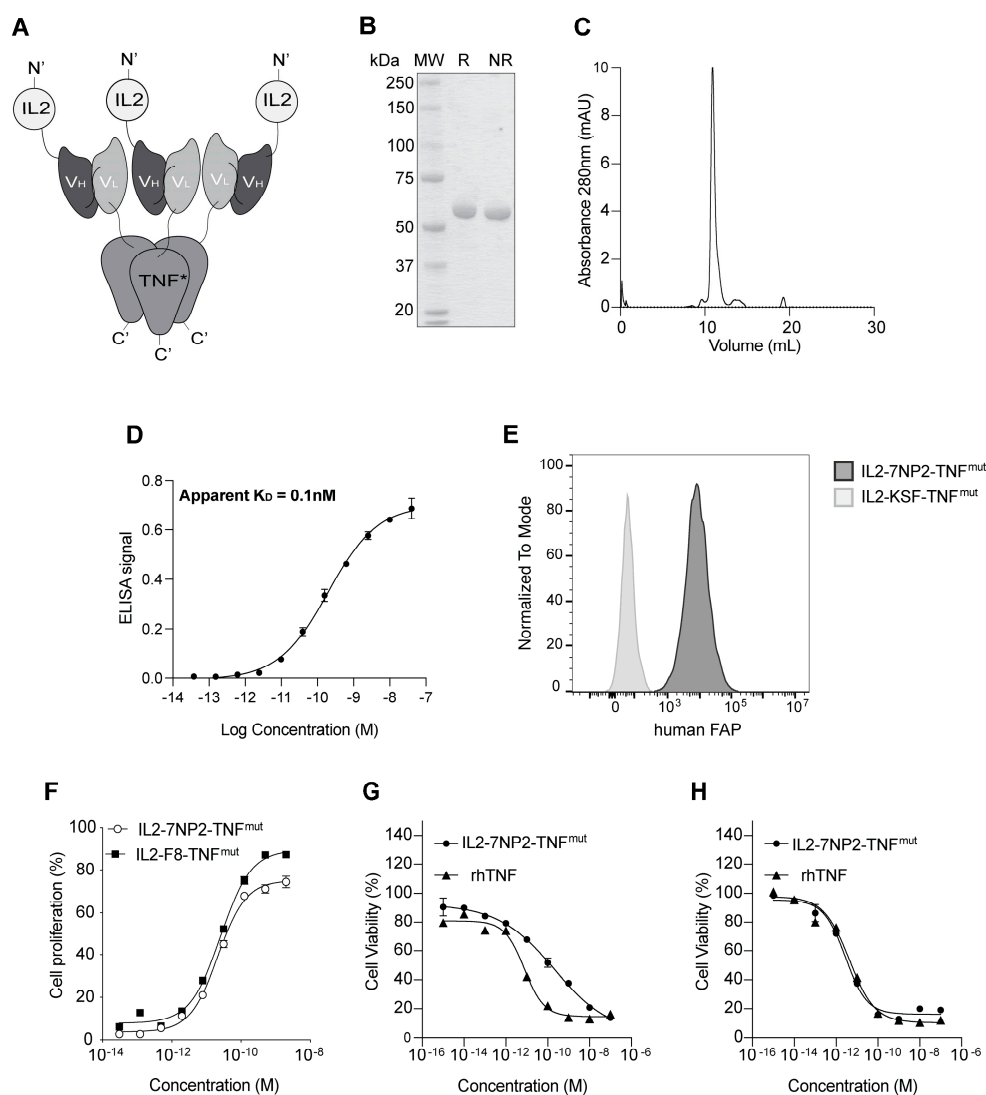 A
N'
N'
N'
IL2
IL2
IL2
VH
VL
VH
VL
VL
VH
TNF*
C'
C'
C'
B
kDa MW R NR
250
150
100
75
50
37
20
C
Absorbance 280nm (mAU)
10
8
6
4
2
0
0 10 20 30
Volume (mL)
D
Apparent KD = 0.1nM
ELISA signal
0.8
0.6
0.4
0.2
0.0
-14 -13 -12 -11 -10 -9 -8 -7
Log Concentration (M)
E
Normalized To Mode
100
80
60
40
20
0
0 10³ 10⁵ 10⁷
human FAP
IL2-7NP2-TNFᵐᵘᵗ
IL2-KSF-TNFᵐᵘᵗ
F
IL2-7NP2-TNFᵐᵘᵗ
IL2-F8-TNFᵐᵘᵗ
Cell proliferation (%)
100
80
60
40
20
0
10⁻¹⁴ 10⁻¹² 10⁻¹⁰ 10⁻⁸
Concentration (M)
G
IL2-7NP2-TNFᵐᵘᵗ
rhTNF
Cell Viability (%)
140
120
100
80
60
40
20
0
10⁻¹⁶ 10⁻¹⁴ 10⁻¹² 10⁻¹⁰ 10⁻⁸ 10⁻⁶
Concentration (M)
H
IL2-7NP2-TNFᵐᵘᵗ
rhTNF
Cell Viability (%)
140
120
100
80
60
40
20
0
10⁻¹⁶ 10⁻¹⁴ 10⁻¹² 10⁻¹⁰ 10⁻⁸ 10⁻⁶
Concentration (M)